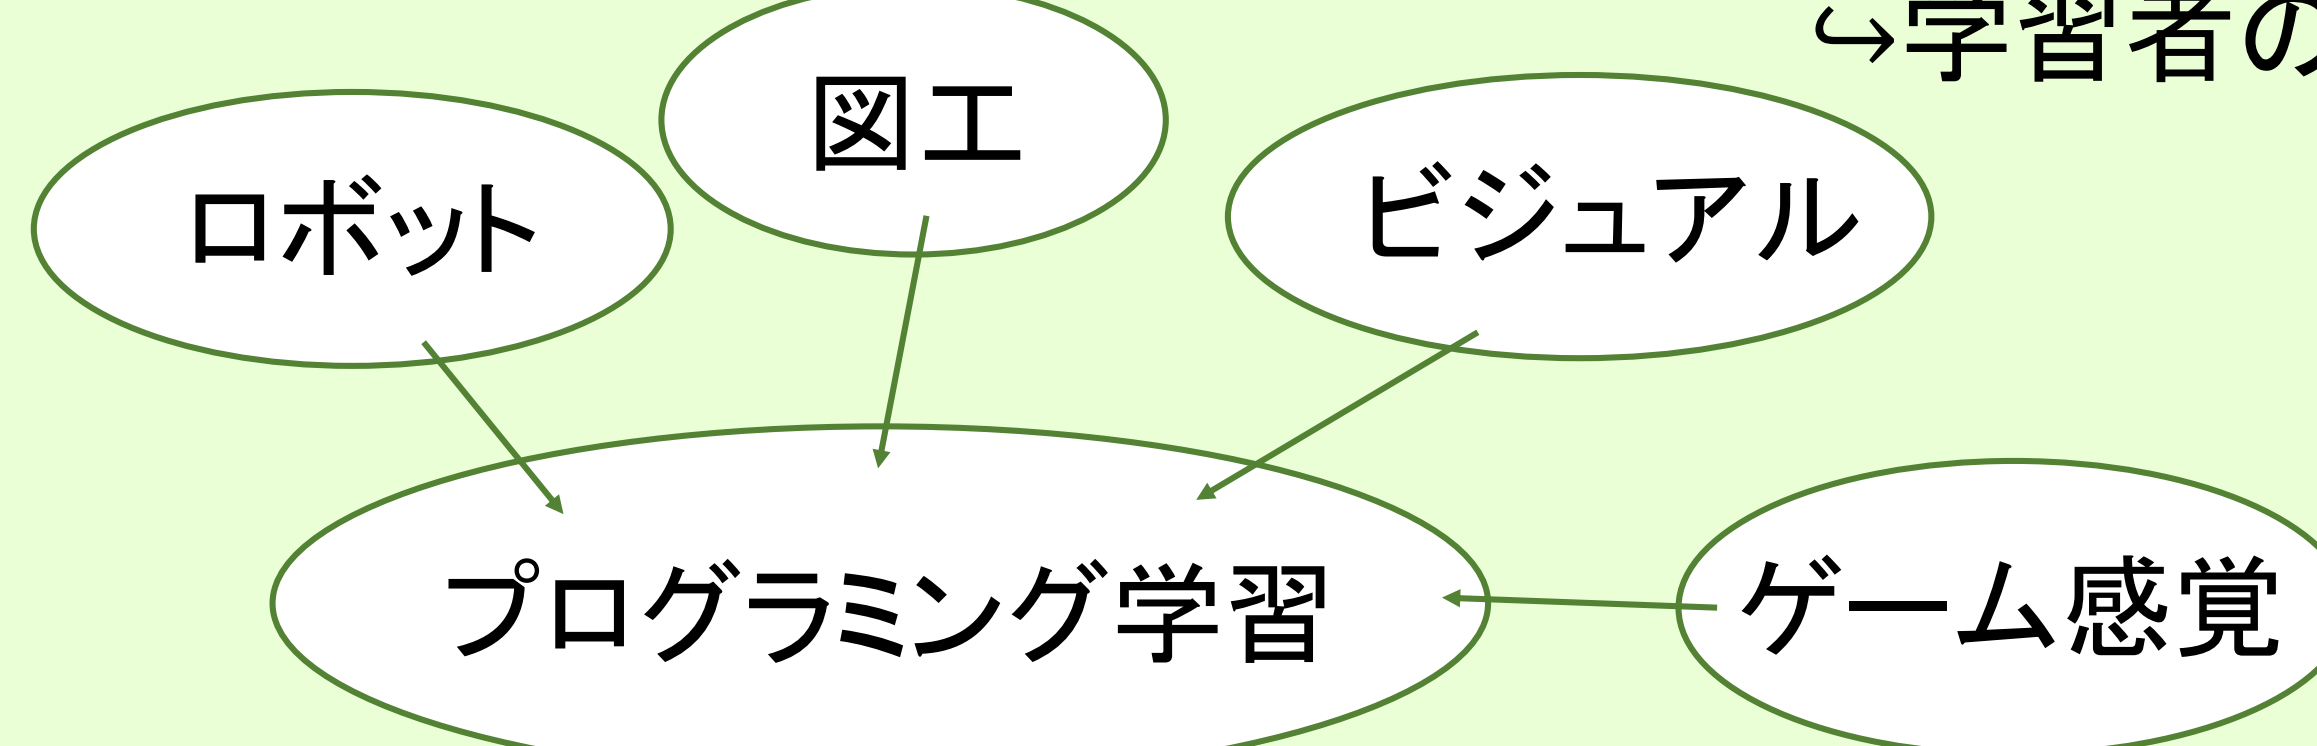 ↪学習者の
図工
ロボット
ビジュアル
プログラミング学習
ゲーム感覚